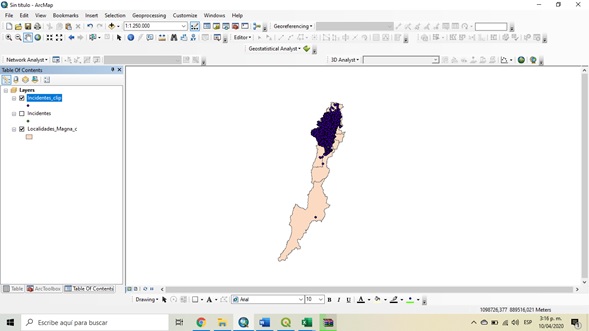 Sin título - ArcMap
File Edit View Bookmarks Insert Selection Geoprocessing Customize Windows Help
1:1.250.000
Georeferencing
Editor
Geostatistical Analyst
Network Analyst
3D Analyst
Table Of Contents
Layers
Incidentes_clip
Incidentes
Localidades_Magna_c
Table ArcToolbox Table Of Contents
Drawing Arial 10 B I U A
1098726,377 889516,021 Meters
Escribe aquí para buscar
ESP
3:16 p. m.
10/04/2020